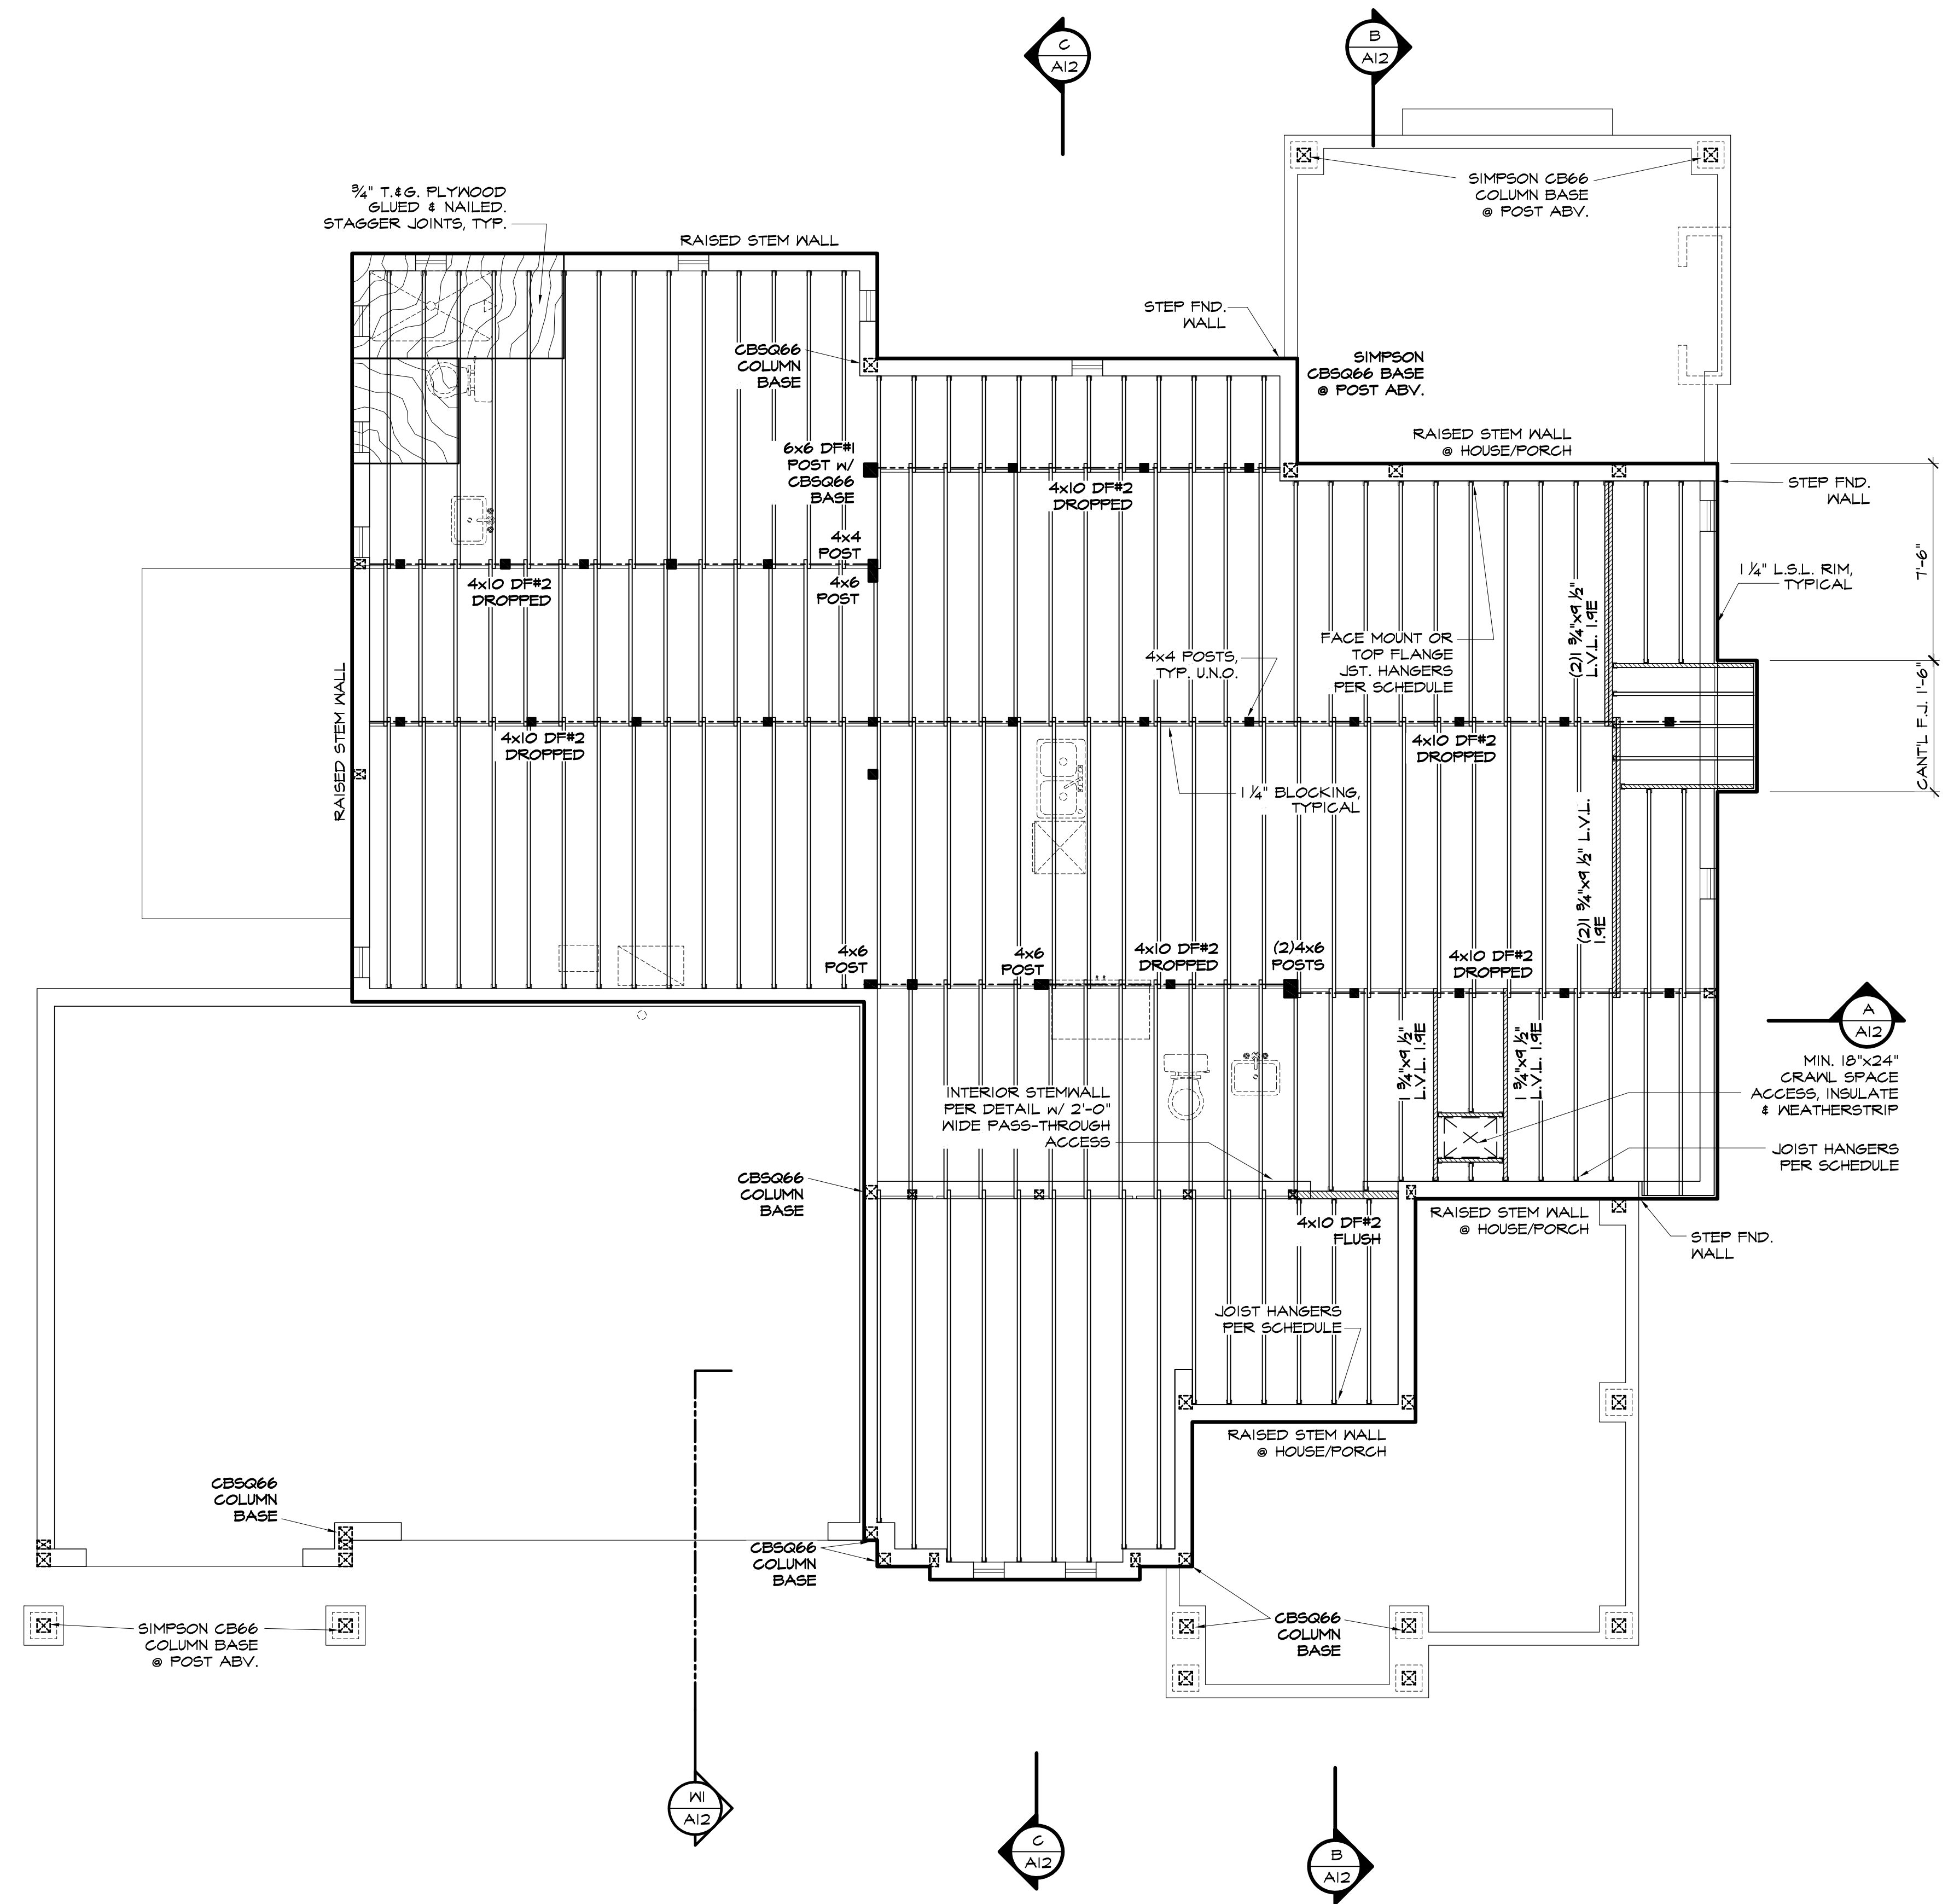 C
A12
B
A12
SIMPSON CB66
COLUMN BASE
@ POST ABV.
3/4" T.&G. PLYWOOD
GLUED & NAILED.
STAGGER JOINTS, TYP.
RAISED STEM WALL
STEP FND.
WALL
CBSQ66
COLUMN
BASE
SIMPSON
CBSQ66 BASE
@ POST ABV.
RAISED STEM WALL
@ HOUSE/PORCH
6x6 DF#1
POST W/
CBSQ66
BASE
4x10 DF#2
DROPPED
STEP FND.
WALL
4x4
POST
4x6
POST
4x10 DF#2
DROPPED
7'-6"
1 1/4" L.S.L. RIM,
TYPICAL
(2)1 3/4"x9 1/2"
L.V.L. 1.9E
FACE MOUNT OR
TOP FLANGE
JST. HANGERS
PER SCHEDULE
4x4 POSTS,
TYP. U.N.O.
RAISED STEM WALL
CANT'L F.J. 1'-6"
4x10 DF#2
DROPPED
4x10 DF#2
DROPPED
1 1/4" BLOCKING,
TYPICAL
(2)1 3/4"x9 1/2" L.V.L.
1.9E
4x6
POST
4x6
POST
4x10 DF#2
DROPPED
(2)4x6
POSTS
4x10 DF#2
DROPPED
A
A12
1 3/4"x9 1/2"
L.V.L. 1.9E
1 3/4"x9 1/2"
L.V.L. 1.9E
MIN. 18"x24"
CRAWL SPACE
ACCESS, INSULATE
& WEATHERSTRIP
INTERIOR STEMWALL
PER DETAIL W/ 2'-0"
WIDE PASS-THROUGH
ACCESS
JOIST HANGERS
PER SCHEDULE
CBSQ66
COLUMN
BASE
4x10 DF#2
FLUSH
RAISED STEM WALL
@ HOUSE/PORCH
STEP FND.
WALL
JOIST HANGERS
PER SCHEDULE
RAISED STEM WALL
@ HOUSE/PORCH
CBSQ66
COLUMN
BASE
CBSQ66
COLUMN
BASE
SIMPSON CB66
COLUMN BASE
@ POST ABV.
CBSQ66
COLUMN
BASE
W1
A12
C
A12
B
A12